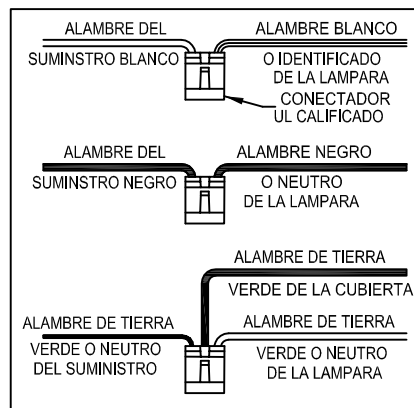 ALAMBRE DEL
SUMINSTRO BLANCO
ALAMBRE BLANCO
O IDENTIFICADO
DE LA LAMPARA
CONECTADOR
UL CALIFICADO
ALAMBRE DEL
SUMINSTRO NEGRO
ALAMBRE NEGRO
O NEUTRO
DE LA LAMPARA
ALAMBRE DE TIERRA
VERDE DE LA CUBIERTA
ALAMBRE DE TIERRA
VERDE O NEUTRO
DEL SUMINISTRO
ALAMBRE DE TIERRA
VERDE O NEUTRO
DE LA LAMPARA